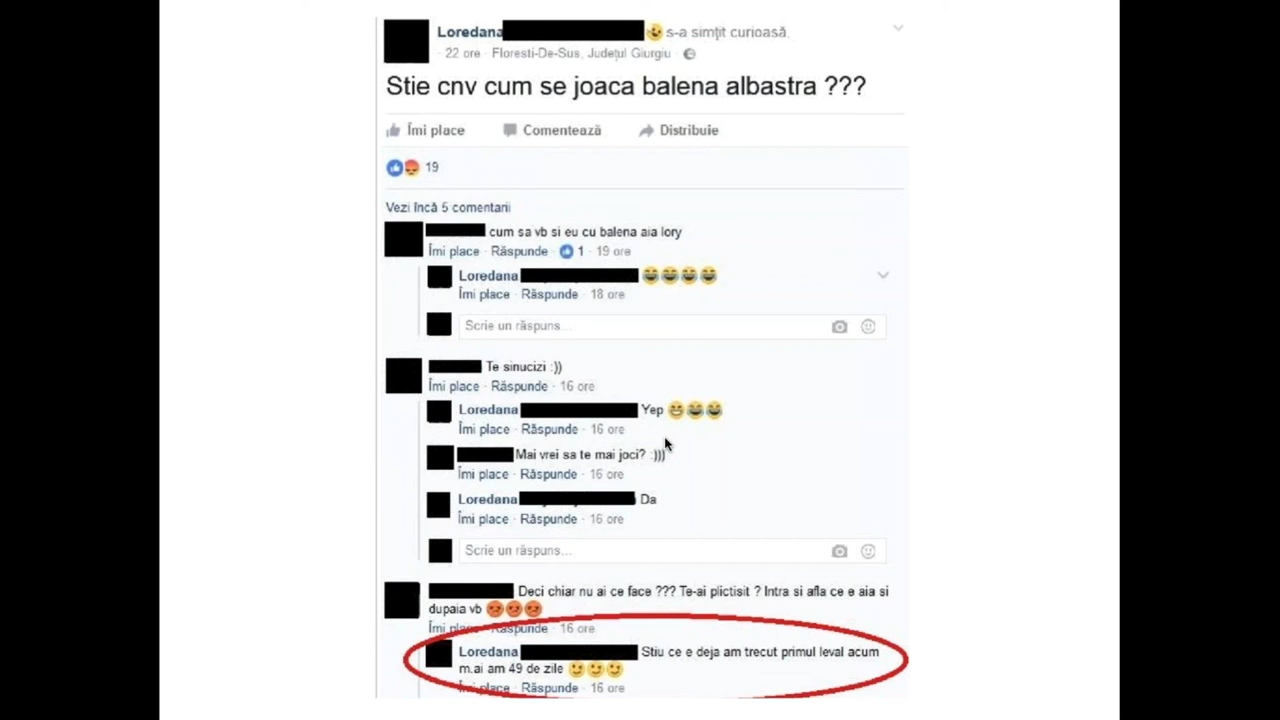 Loredana s-a simțit curioasă.
22 ore · Floresti-De-Sus, Județul Giurgiu ·
Stie cnv cum se joaca balena albastra ???
Îmi place Comentează Distribuie
19
Vezi încă 5 comentarii
cum sa vb si eu cu balena aia lory
Îmi place · Răspunde · 1 · 19 ore
Loredana 😂😂😂😂
Îmi place · Răspunde · 18 ore
Scrie un răspuns...
Te sinucizi :))
Îmi place · Răspunde · 16 ore
Loredana Yep 😁😂😂
Îmi place · Răspunde · 16 ore
Mai vrei sa te mai joci? :)))
Îmi place · Răspunde · 16 ore
Loredana Da
Îmi place · Răspunde · 16 ore
Scrie un răspuns...
Deci chiar nu ai ce face ??? Te-ai plictisit ? Intra si afla ce e aia si
dupaia vb 😡😡😡
Îmi place · Răspunde · 16 ore
Loredana Stiu ce e deja am trecut primul leval acum
m.ai am 49 de zile 😉😉😉
Îmi place · Răspunde · 16 ore